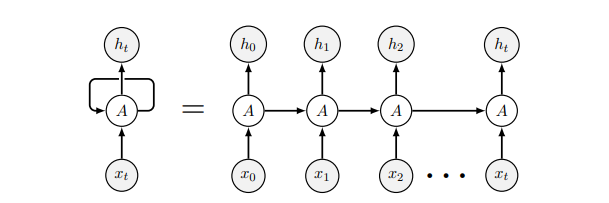 h_t h_0 h_1 h_2 h_t
A = A A A A
x_t x_0 x_1 x_2 ... x_t